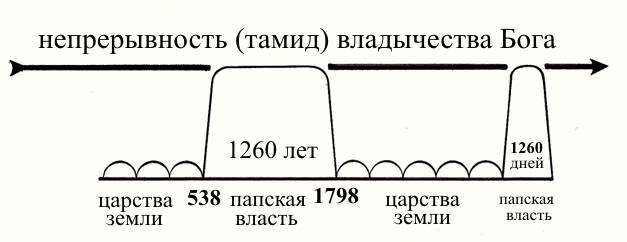 непрерывность (тамид) владычества Бога
1260 лет
1260
дней
царства
земли
538
папская
власть
1798
царства
земли
папская
власть